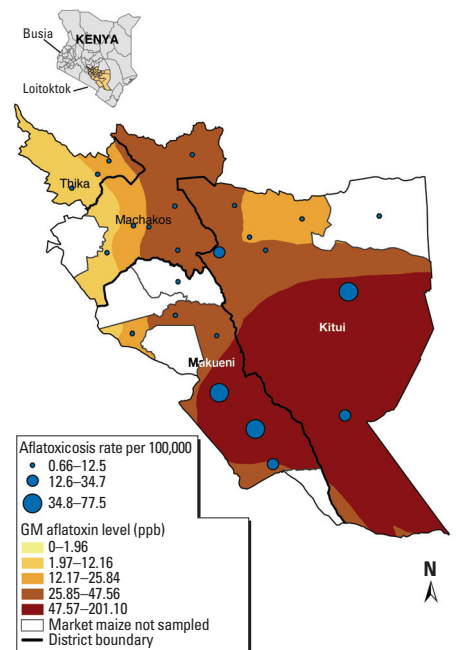 KENYA
Busia
Loitoktok
Thika
Machakos
Kitui
Makueni
Aflatoxicosis rate per 100,000
0.66–12.5
12.6–34.7
34.8–77.5
GM aflatoxin level (ppb)
0–1.96
1.97–12.16
12.17–25.84
25.85–47.56
47.57–201.10
Market maize not sampled
District boundary
N